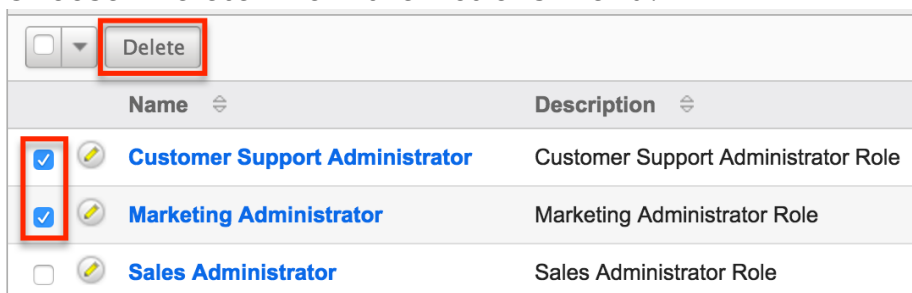 Delete
Name Description
Customer Support Administrator Customer Support Administrator Role
Marketing Administrator Marketing Administrator Role
Sales Administrator Sales Administrator Role